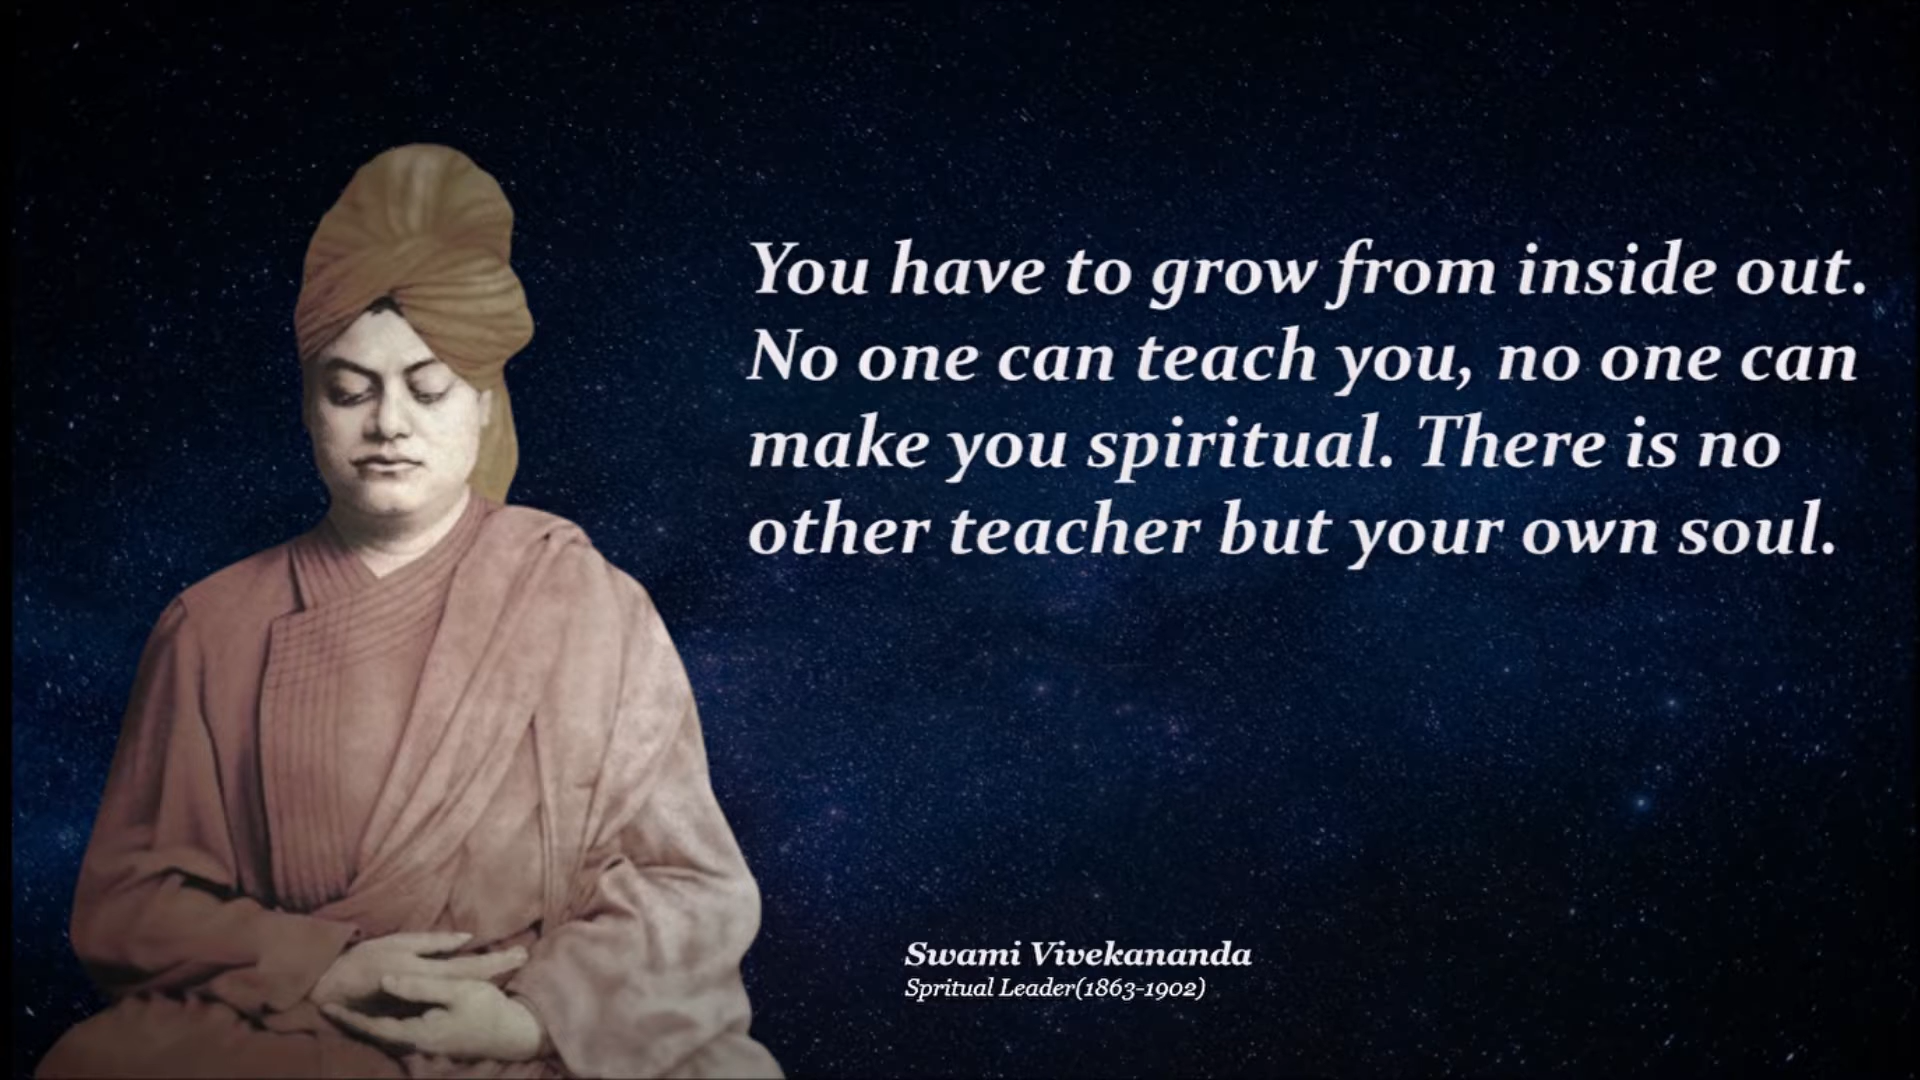 You have to grow from inside out.
No one can teach you, no one can
make you spiritual. There is no
other teacher but your own soul.
Swami Vivekananda
Spritual Leader(1863-1902)